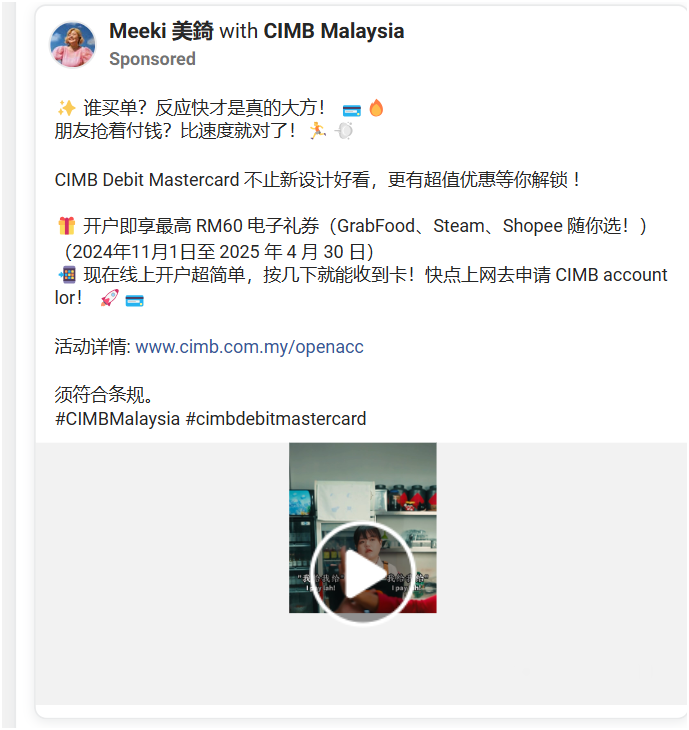 Meeki 美錡 with CIMB Malaysia
Sponsored
✨ 谁买单？反应快才是真的大方！ 💳 🔥
朋友抢着付钱？比速度就对了！🏃 💨
CIMB Debit Mastercard 不止新设计好看，更有超值优惠等你解锁！
🎁 开户即享最高 RM60 电子礼券（GrabFood、Steam、Shopee 随你选！）
（2024年11月1日至 2025 年 4 月 30 日）
📲 现在线上开户超简单，按几下就能收到卡！快点上网去申请 CIMB account
lor！ 🚀 💳
活动详情: www.cimb.com.my/openacc
须符合条规。
#CIMBMalaysia #cimbdebitmastercard
"我给我给 我给我给"
I pay lah! I pay lah!